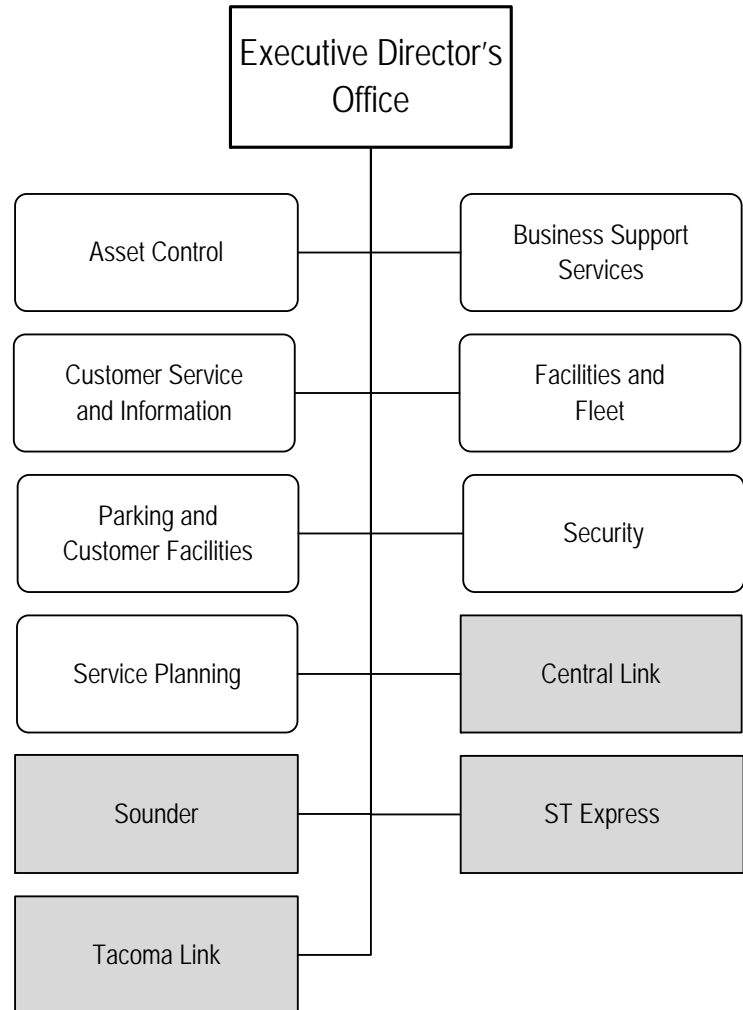 Executive Director's
Office
Asset Control
Business Support
Services
Customer Service
and Information
Facilities and
Fleet
Parking and
Customer Facilities
Security
Service Planning
Central Link
Sounder
ST Express
Tacoma Link